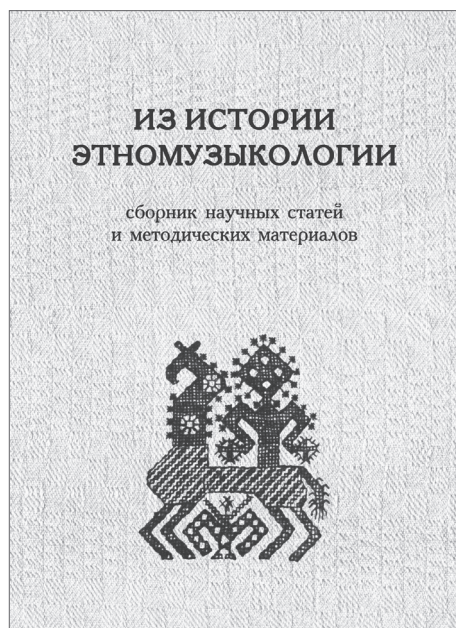 ИЗ ИСТОРИИ
ЭТНОМУЗЫКОЛОГИИ
сборник научных статей
и методических материалов